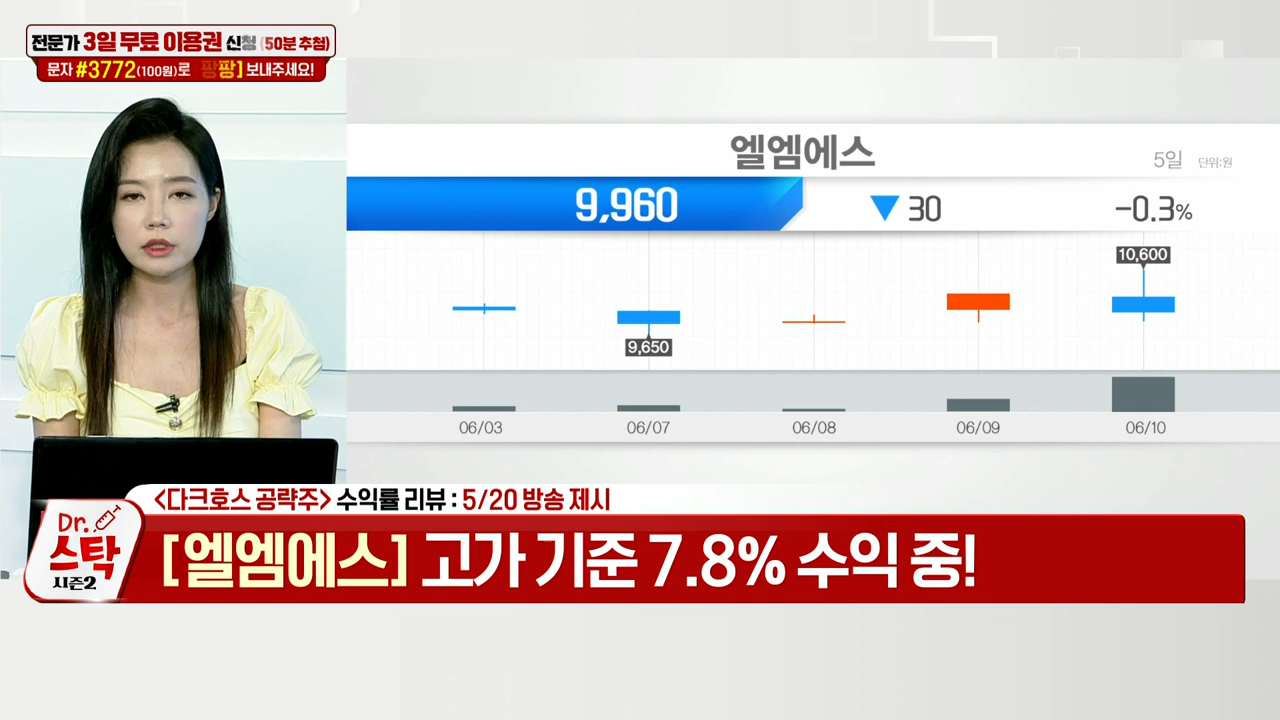 전문가 3일 무료 이용권 신청 (50분 추첨)
문자 #3772(100원)로 팡팡] 보내주세요!
엘엠에스
5일 단위:원
9,960 ▼30 -0.3%
10,600
9,650
06/03 06/07 06/08 06/09 06/10
<다크호스 공략주> 수익률 리뷰 : 5/20 방송 제시
Dr.
스탁
시즌2
[엘엠에스] 고가 기준 7.8% 수익 중!